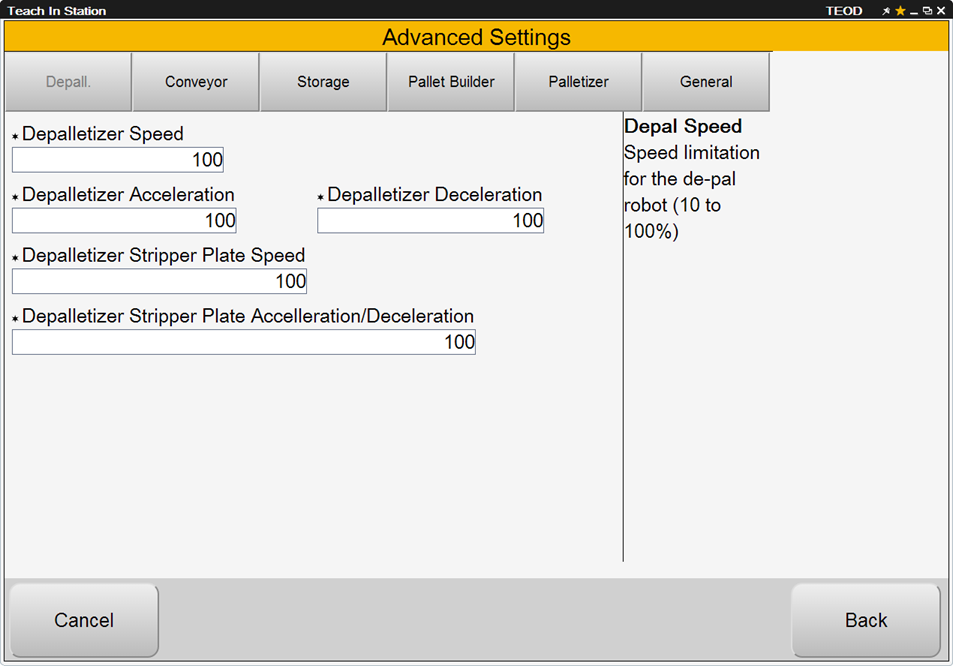 Teach In Station TEOD
Advanced Settings
Depall. Conveyor Storage Pallet Builder Palletizer General
* Depalletizer Speed
100
* Depalletizer Acceleration * Depalletizer Deceleration
100 100
* Depalletizer Stripper Plate Speed
100
* Depalletizer Stripper Plate Accelleration/Deceleration
100
Depal Speed
Speed limitation
for the de-pal
robot (10 to
100%)
Cancel Back